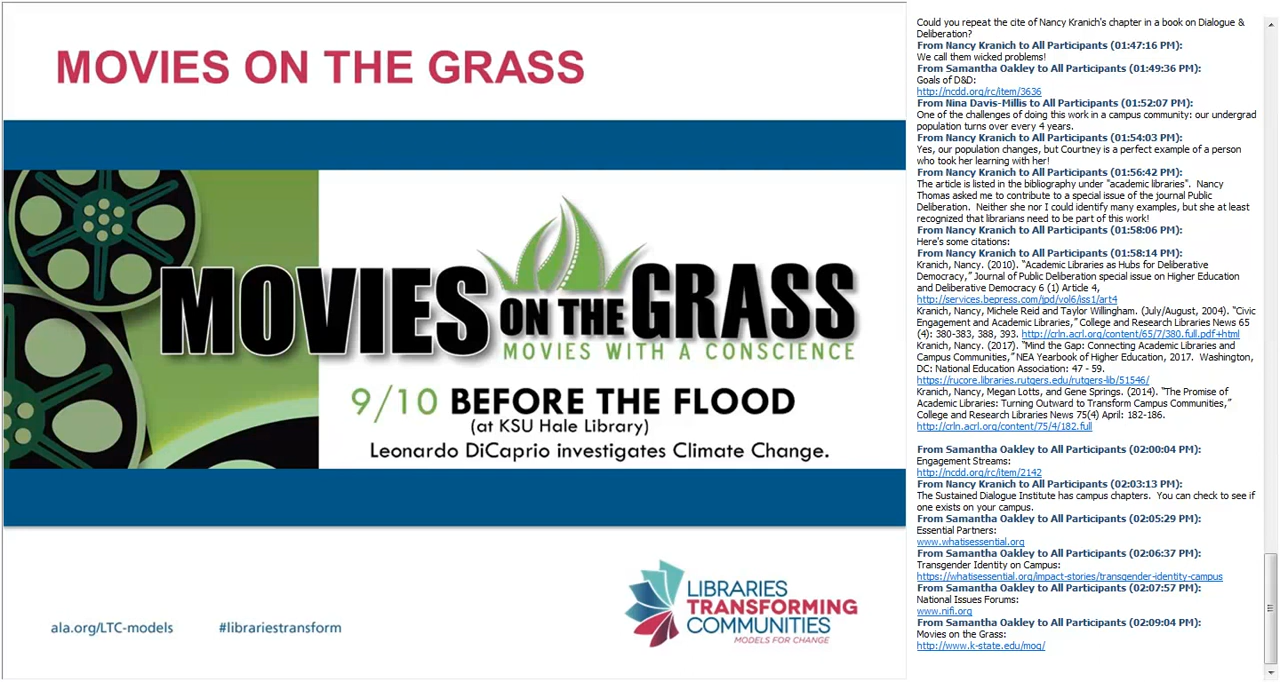 MOVIES ON THE GRASS
MOVIES ON THE GRASS
MOVIES WITH A CONSCIENCE
9/10 BEFORE THE FLOOD
(at KSU Hale Library)
Leonardo DiCaprio investigates Climate Change.
ala.org/LTC-models
#librariestransform
LIBRARIES
TRANSFORMING
COMMUNITIES
MODELS FOR CHANGE
Could you repeat the cite of Nancy Kranich's chapter in a book on Dialogue &
Deliberation?
From Nancy Kranich to All Participants (01:47:16 PM):
We call them wicked problems!
From Samantha Oakley to All Participants (01:49:36 PM):
Goals of D&D:
http://ncdd.org/rc/item/3636
From Nina Davis-Millis to All Participants (01:52:07 PM):
One of the challenges of doing this work in a campus community: our undergrad
population turns over every 4 years.
From Nancy Kranich to All Participants (01:54:03 PM):
Yes, our population changes, but Courtney is a perfect example of a person
who took her learning with her!
From Nancy Kranich to All Participants (01:56:42 PM):
The article is listed in the bibliography under "academic libraries".  Nancy
Thomas asked me to contribute to a special issue of the journal Public
Deliberation.  Neither she nor I could identify many examples, but she at least
recognized that librarians need to be part of this work!
From Nancy Kranich to All Participants (01:58:06 PM):
Here's some citations:
From Nancy Kranich to All Participants (01:58:14 PM):
Kranich, Nancy. (2010). "Academic Libraries as Hubs for Deliberative
Democracy," Journal of Public Deliberation special issue on Higher Education
and Deliberative Democracy 6 (1) Article 4,
http://services.bepress.com/jpd/vol6/iss1/art4
Kranich, Nancy, Michele Reid and Taylor Willingham. (July/August, 2004). "Civic
Engagement and Academic Libraries," College and Research Libraries News 65
(4): 380-383, 388, 393. http://crln.acrl.org/content/65/7/380.full.pdf+html
Kranich, Nancy. (2017). "Mind the Gap: Connecting Academic Libraries and
Campus Communities," NEA Yearbook of Higher Education, 2017.  Washington,
DC: National Education Association: 47 - 59.
https://rucore.libraries.rutgers.edu/rutgers-lib/51546/
Kranich, Nancy, Megan Lotts, and Gene Springs. (2014). "The Promise of
Academic Libraries: Turning Outward to Transform Campus Communities,"
College and Research Libraries News 75(4) April: 182-186.
http://crln.acrl.org/content/75/4/182.full
From Samantha Oakley to All Participants (02:00:04 PM):
Engagement Streams:
http://ncdd.org/rc/item/2142
From Nancy Kranich to All Participants (02:03:13 PM):
The Sustained Dialogue Institute has campus chapters.  You can check to see if
one exists on your campus.
From Samantha Oakley to All Participants (02:05:29 PM):
Essential Partners:
www.whatisessential.org
From Samantha Oakley to All Participants (02:06:37 PM):
Transgender Identity on Campus:
https://whatisessential.org/impact-stories/transgender-identity-campus
From Samantha Oakley to All Participants (02:07:57 PM):
National Issues Forums:
www.nifi.org
From Samantha Oakley to All Participants (02:09:04 PM):
Movies on the Grass:
http://www.k-state.edu/mog/